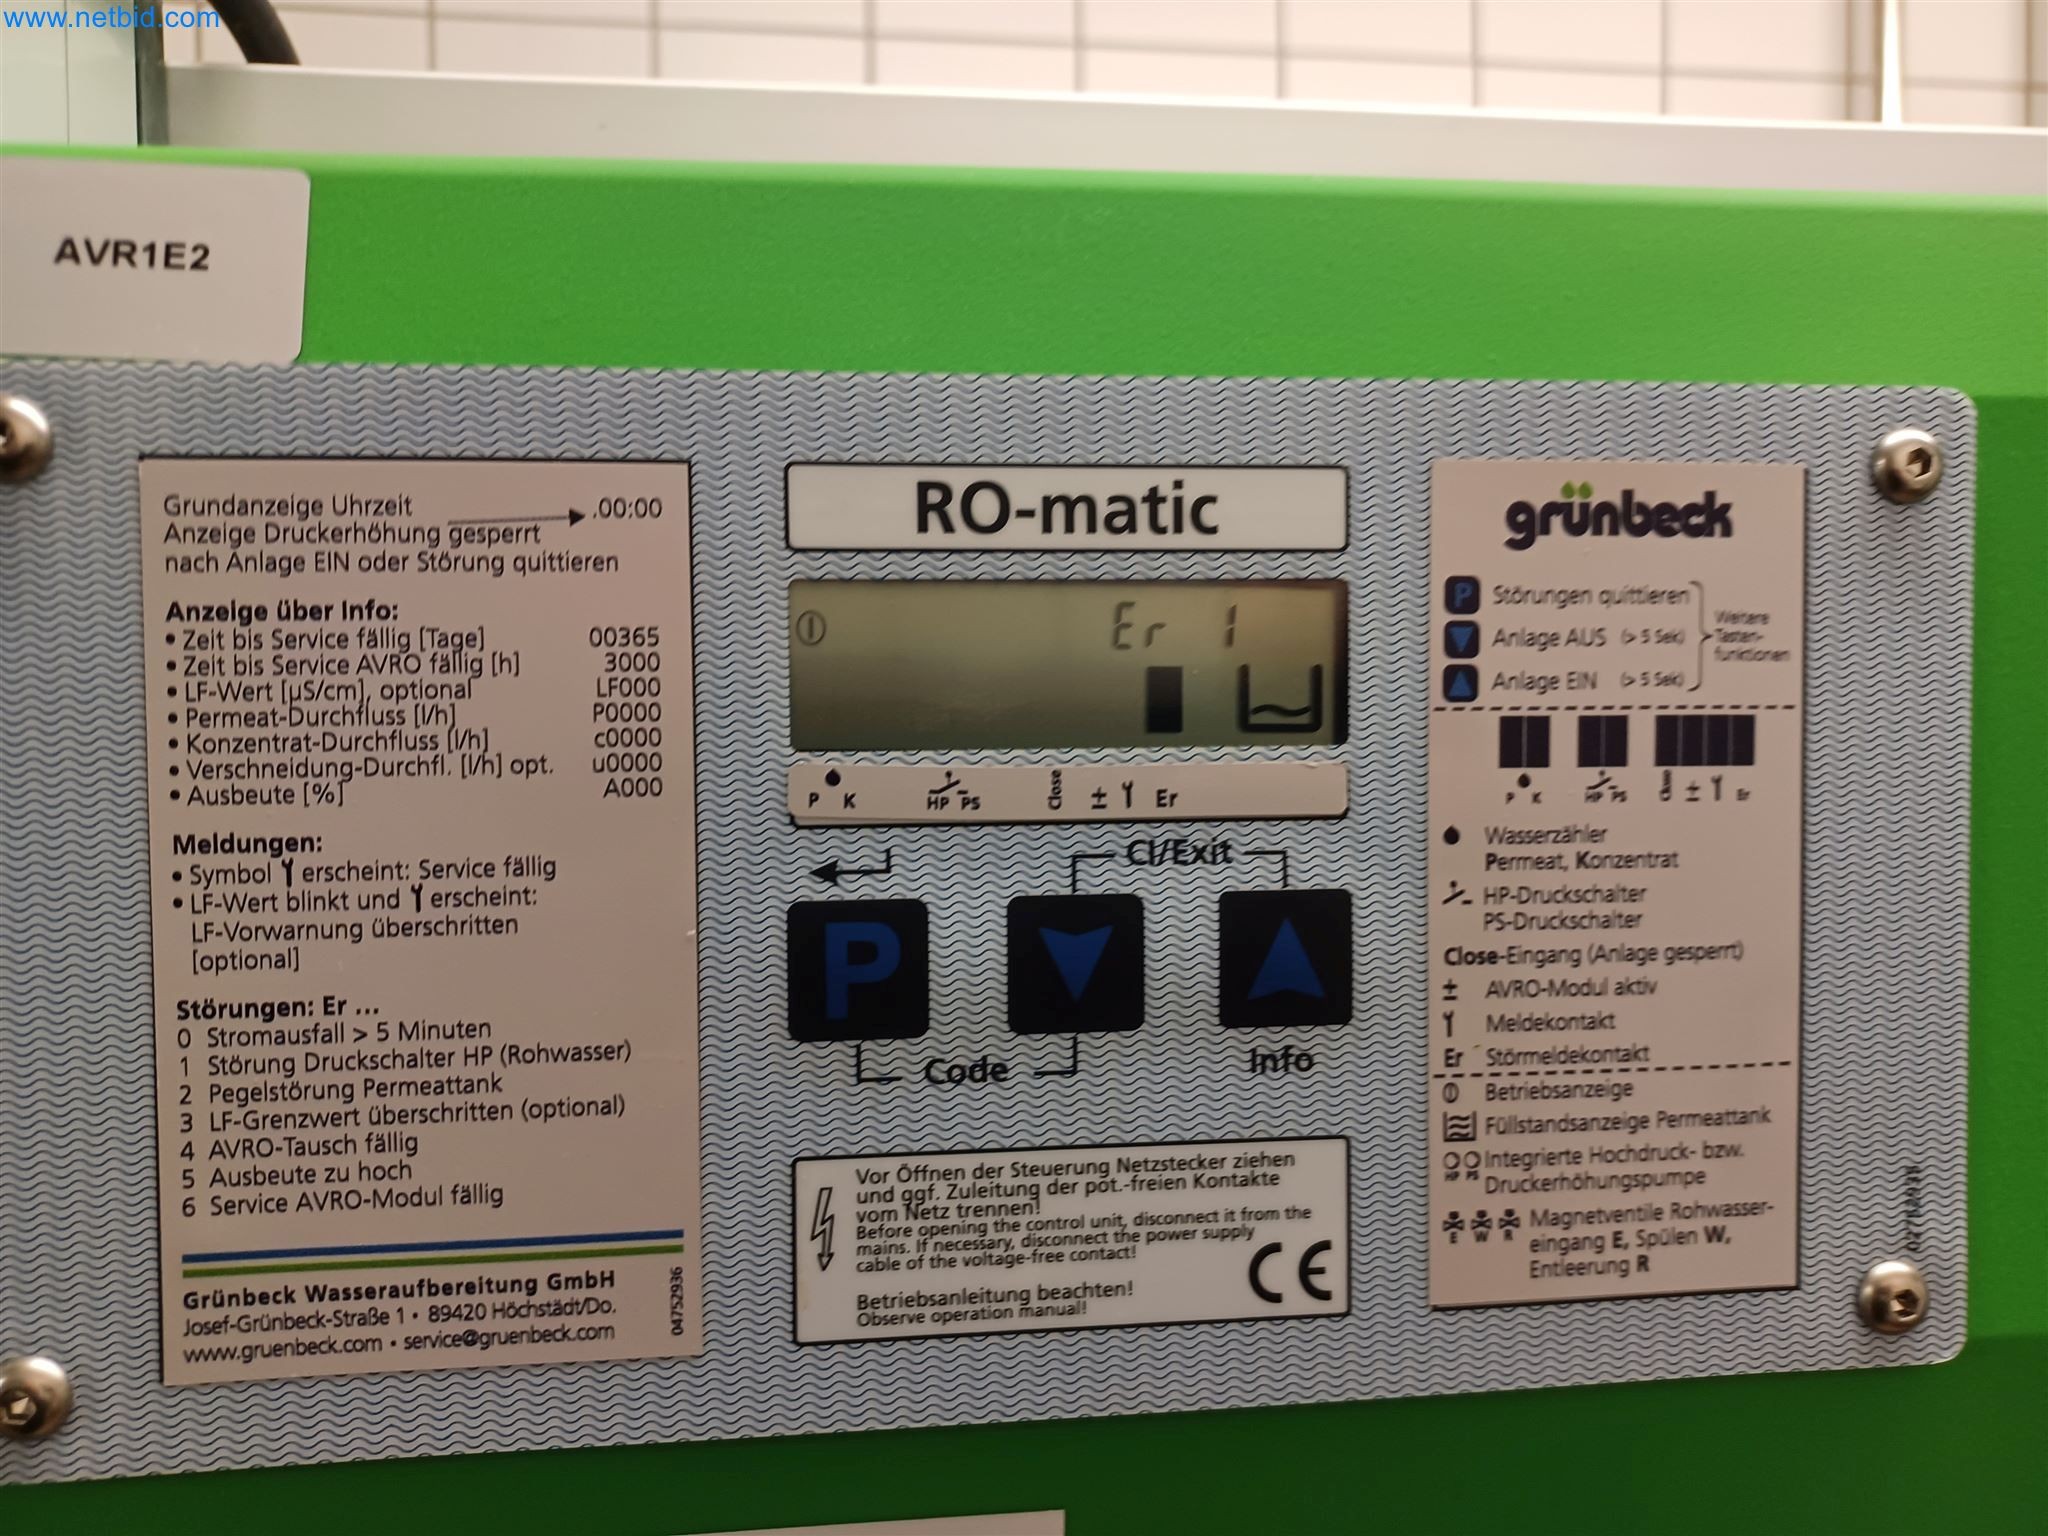 www.netbid.com
AVR1E2
Grundanzeige Uhrzeit
Anzeige Druckerhöhung gesperrt .00:00
nach Anlage EIN oder Störung quittieren
Anzeige über Info:
• Zeit bis Service fällig [Tage] 00365
• Zeit bis Service AVRO fällig [h] 3000
• LF-Wert [µS/cm], optional LF000
• Permeat-Durchfluss [l/h] P0000
• Konzentrat-Durchfluss [l/h] c0000
• Verschneidung-Durchfl. [l/h] opt. u0000
• Ausbeute [%] A000
Meldungen:
• Symbol erscheint: Service fällig
• LF-Wert blinkt und erscheint:
LF-Vorwarnung überschritten
[optional]
Störungen: Er ...
0 Stromausfall > 5 Minuten
1 Störung Druckschalter HP (Rohwasser)
2 Pegelstörung Permeattank
3 LF-Grenzwert überschritten (optional)
4 AVRO-Tausch fällig
5 Ausbeute zu hoch
6 Service AVRO-Modul fällig
Grünbeck Wasseraufbereitung GmbH
Josef-Grünbeck-Straße 1 • 89420 Höchstädt/Do.
www.gruenbeck.com • service@gruenbeck.com
04752936
RO-matic
Er 1
P K HP PS Close ± Er
Cl/Exit
P
Code
Info
Vor Öffnen der Steuerung Netzstecker ziehen
und ggf. Zuleitung der pot.-freien Kontakte
vom Netz trennen!
Before opening the control unit, disconnect it from the
mains. If necessary, disconnect the power supply
cable of the voltage-free contact!
Betriebsanleitung beachten!
Observe operation manual!
CE
grünbeck
P Störungen quittieren
Anlage AUS (> 5 Sek)
Anlage EIN (> 5 Sek)
Weitere
Tasten-
funktionen
P K HP PS Close ± Er
Wasserzähler
Permeat, Konzentrat
HP-Druckschalter
PS-Druckschalter
Close-Eingang (Anlage gesperrt)
± AVRO-Modul aktiv
Meldekontakt
Er Störmeldekontakt
Betriebsanzeige
Füllstandsanzeige Permeattank
HP PS Integrierte Hochdruck- bzw.
Druckerhöhungspumpe
E W R Magnetventile Rohwasser-
eingang E, Spülen W,
Entleerung R